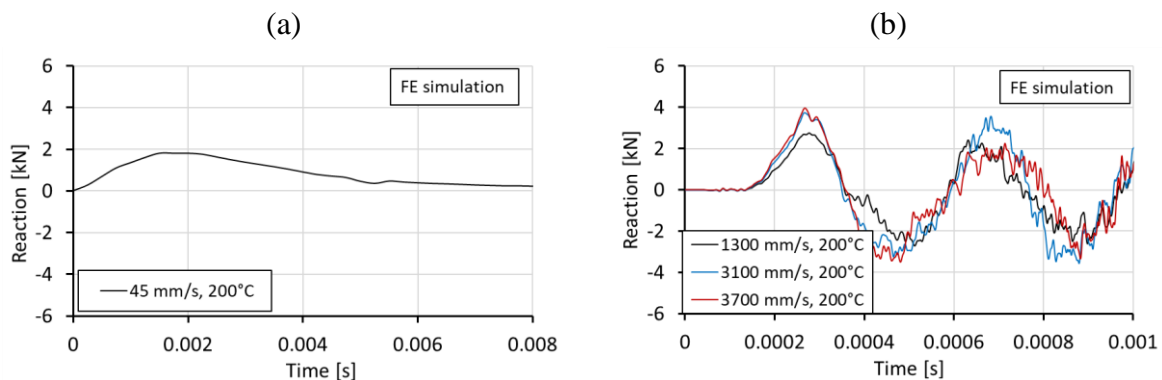 (a)
6
4
2
0
-2
-4
-6
Reaction [kN]
FE simulation
45 mm/s, 200°C
0
0.002
0.004
0.006
0.008
Time [s]
(b)
6
4
2
0
-2
-4
-6
Reaction [kN]
FE simulation
1300 mm/s, 200°C
3100 mm/s, 200°C
3700 mm/s, 200°C
0
0.0002
0.0004
0.0006
0.0008
0.001
Time [s]